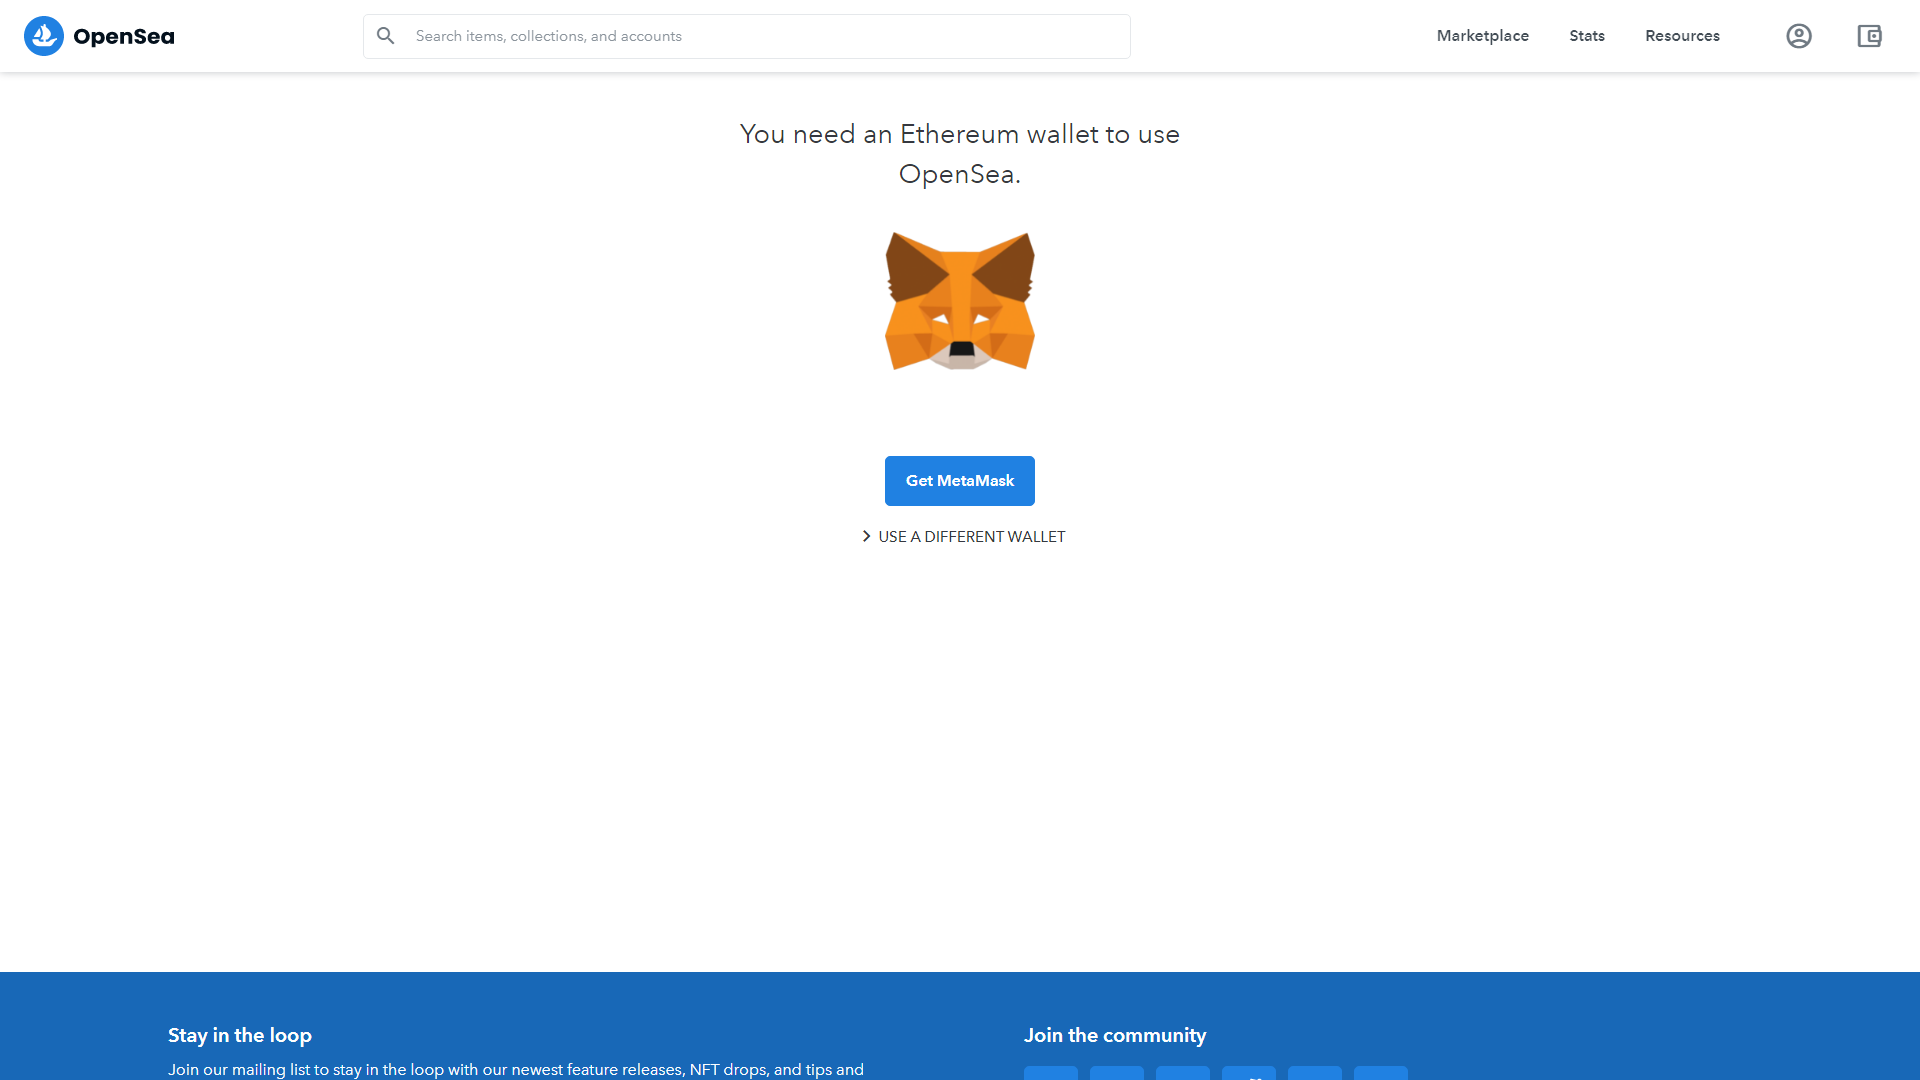 OpenSea
Search items, collections, and accounts
Marketplace
Stats
Resources
You need an Ethereum wallet to use
OpenSea.
Get MetaMask
USE A DIFFERENT WALLET
Stay in the loop
Join our mailing list to stay in the loop with our newest feature releases, NFT drops, and tips and
Join the community